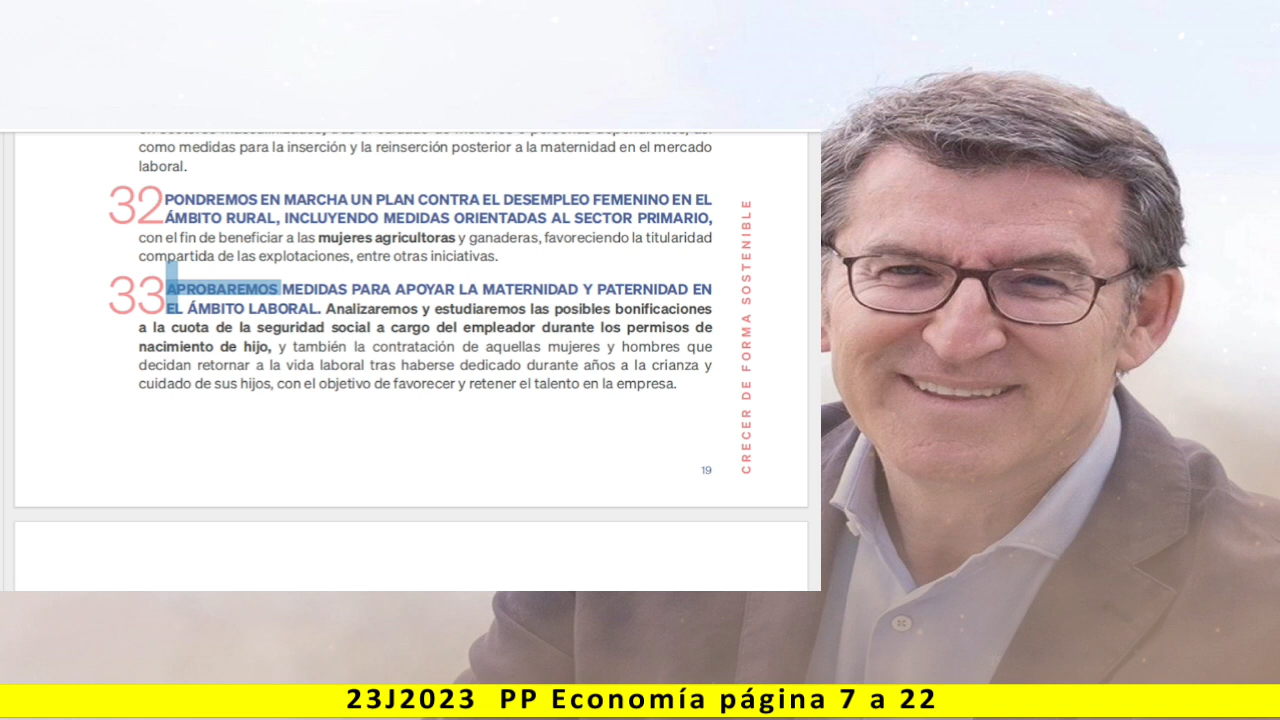 como medidas para la inserción y la reinserción posterior a la maternidad en el mercado
laboral.
32 PONDREMOS EN MARCHA UN PLAN CONTRA EL DESEMPLEO FEMENINO EN EL
ÁMBITO RURAL, INCLUYENDO MEDIDAS ORIENTADAS AL SECTOR PRIMARIO,
con el fin de beneficiar a las mujeres agricultoras y ganaderas, favoreciendo la titularidad
compartida de las explotaciones, entre otras iniciativas.
33 APROBAREMOS MEDIDAS PARA APOYAR LA MATERNIDAD Y PATERNIDAD EN
EL ÁMBITO LABORAL. Analizaremos y estudiaremos las posibles bonificaciones
a la cuota de la seguridad social a cargo del empleador durante los permisos de
nacimiento de hijo, y también la contratación de aquellas mujeres y hombres que
decidan retornar a la vida laboral tras haberse dedicado durante años a la crianza y
cuidado de sus hijos, con el objetivo de favorecer y retener el talento en la empresa.
19
CRECER DE FORMA SOSTENIBLE
23J2023 PP Economía página 7 a 22